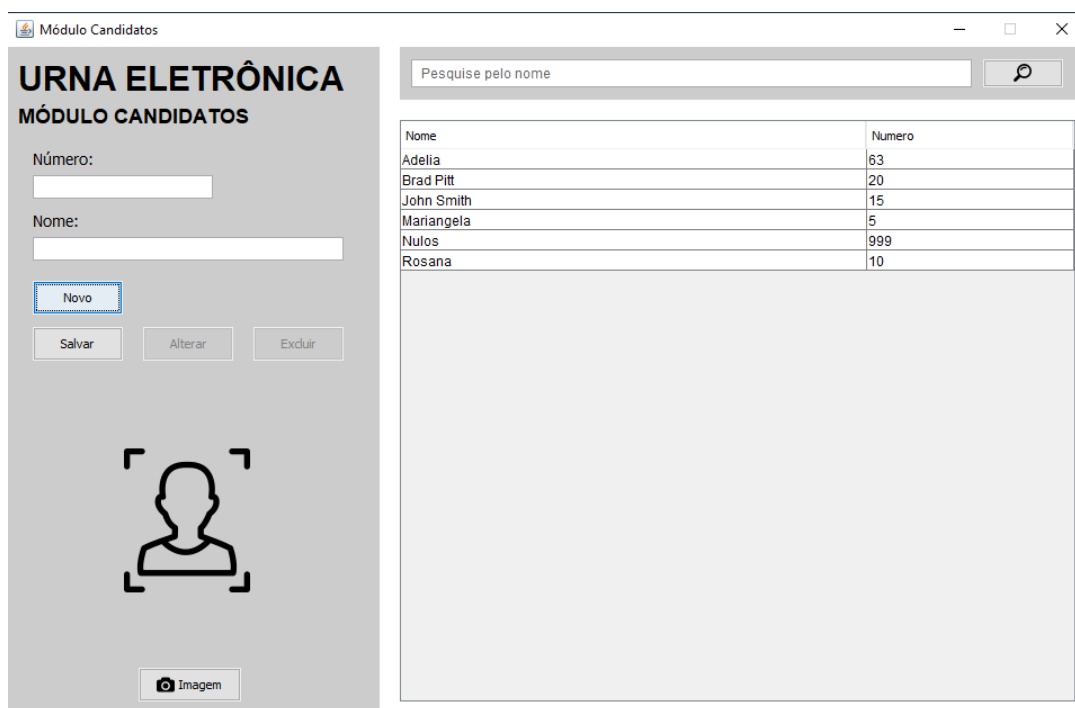 Módulo Candidatos
URNA ELETRÔNICA
MÓDULO CANDIDATOS
Número:
Nome:
Novo
Salvar Alterar Excluir
Imagem
Pesquise pelo nome
Nome Numero
Adelia 63
Brad Pitt 20
John Smith 15
Mariangela 5
Nulos 999
Rosana 10